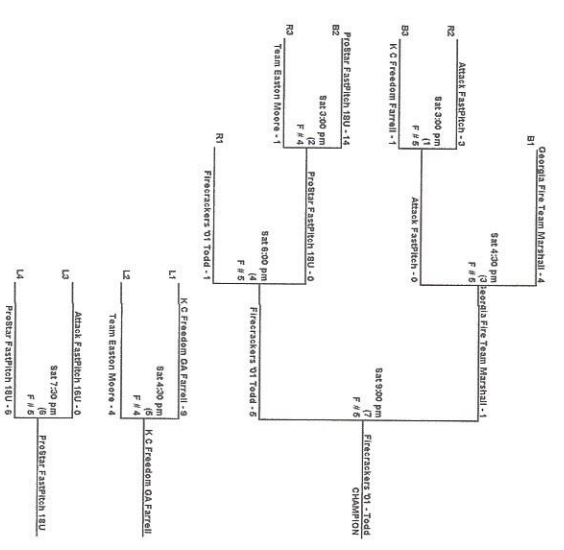 B1
Georgia Fire Team Marshall - 4
R2
Attack FastPitch - 3
Sat 3:00 pm
(1
F # 5
B3
K C Freedom Farrell - 1
Sat 4:30 pm
(3
F # 5
Attack FastPitch - 0
Georgia Fire Team Marshall - 1
B2
ProStar FastPitch 18U - 14
Sat 3:00 pm
(2
F # 4
R3
Team Easton Moore - 1
ProStar FastPitch 18U - 0
Sat 6:00 pm
(4
F # 5
R1
Firecrackers '01 Todd - 1
Firecrackers '01 Todd - 5
Sat 9:00 pm
(7
F # 5
Firecrackers '01 - Todd
CHAMPION
L1
K C Freedom GA Farrell - 9
Sat 4:30 pm
(5
F # 4
L2
Team Easton Moore - 4
K C Freedom GA Farrell
L3
Attack FastPitch 16U - 0
Sat 7:30 pm
(6
F # 5
L4
ProStar FastPitch 18U - 6
ProStar FastPitch 18U